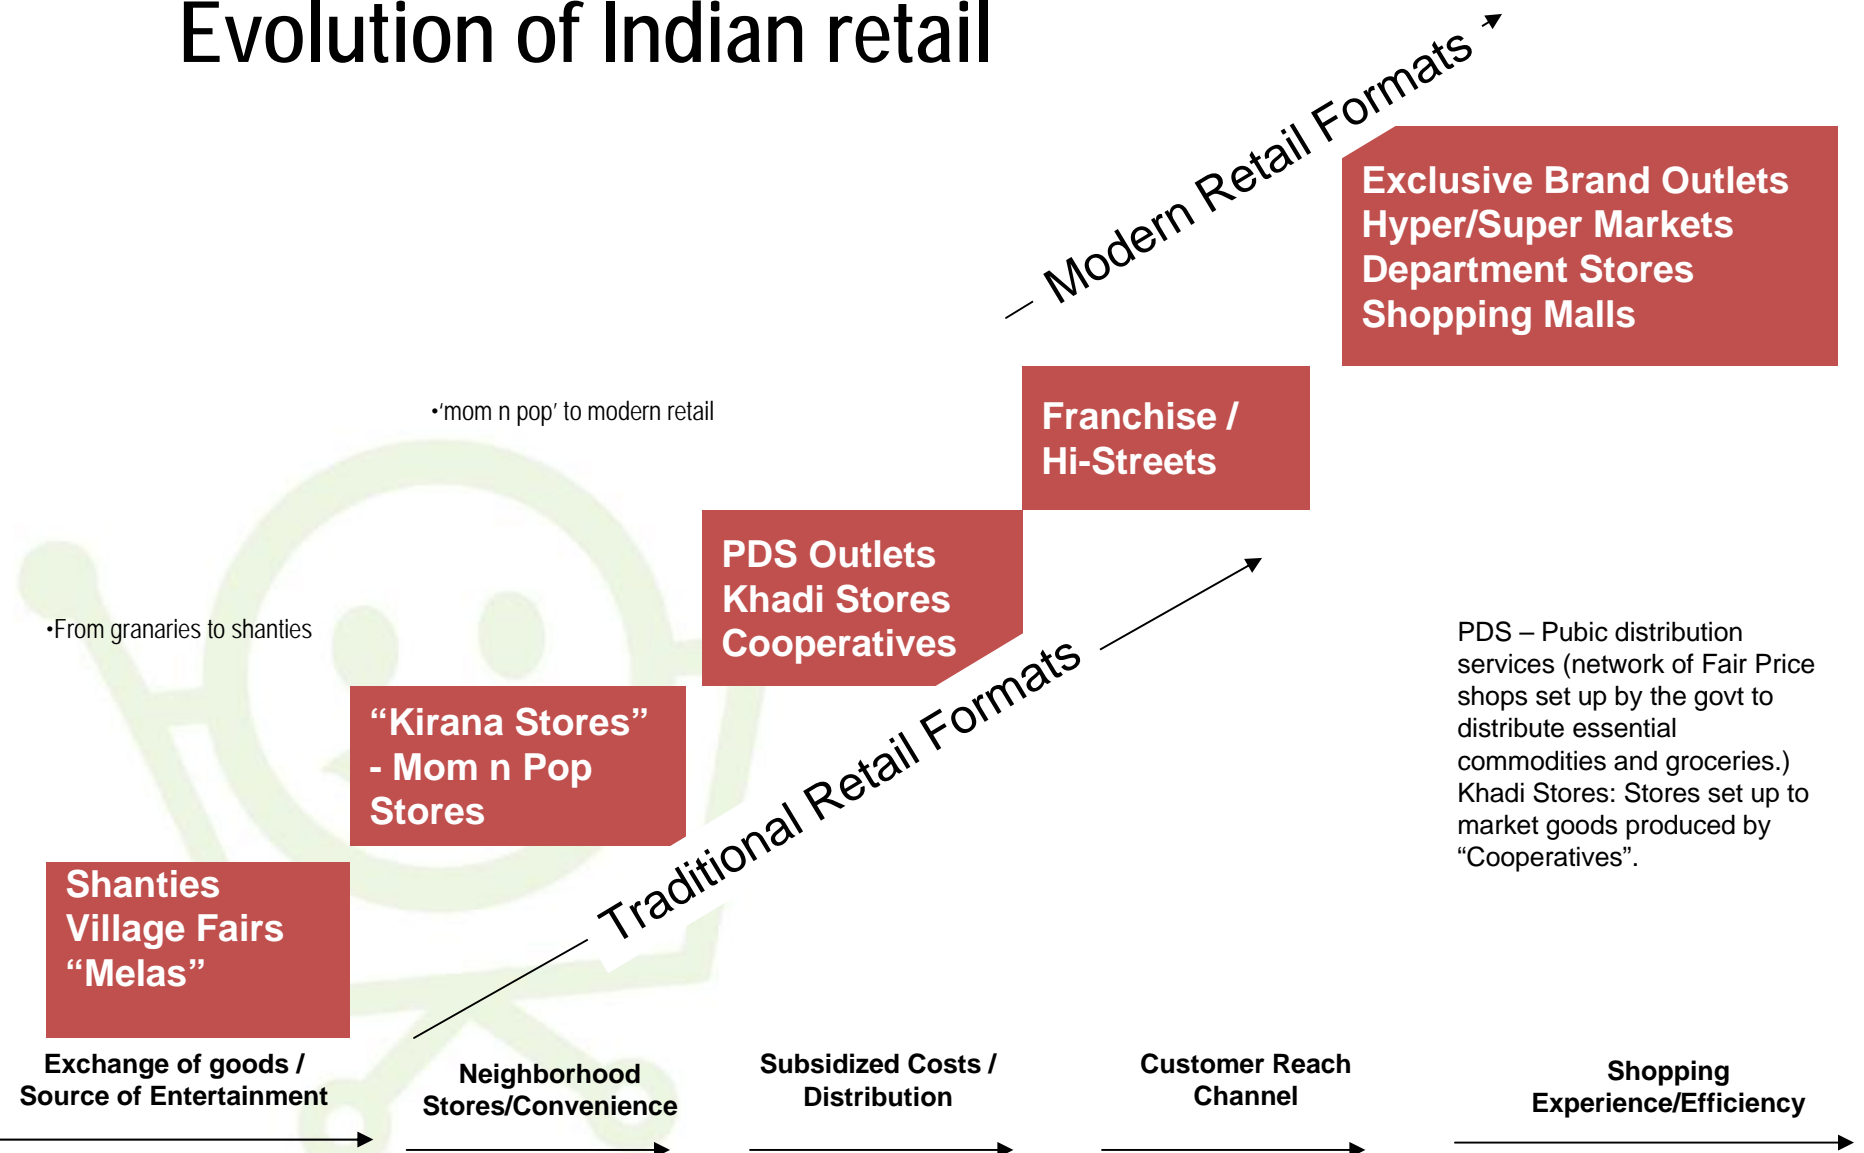 Evolution of Indian retail
Modern Retail Formats
Exclusive Brand Outlets
Hyper/Super Markets
Department Stores
Shopping Malls
•‘mom n pop’ to modern retail
Franchise /
Hi-Streets
PDS Outlets
Khadi Stores
Cooperatives
•From granaries to shanties
PDS – Pubic distribution
services (network of Fair Price
shops set up by the govt to
distribute essential
commodities and groceries.)
Khadi Stores: Stores set up to
market goods produced by
“Cooperatives”.
“Kirana Stores”
- Mom n Pop
Stores
Traditional Retail Formats
Shanties
Village Fairs
“Melas”
Exchange of goods /
Source of Entertainment
Neighborhood
Stores/Convenience
Subsidized Costs /
Distribution
Customer Reach
Channel
Shopping
Experience/Efficiency